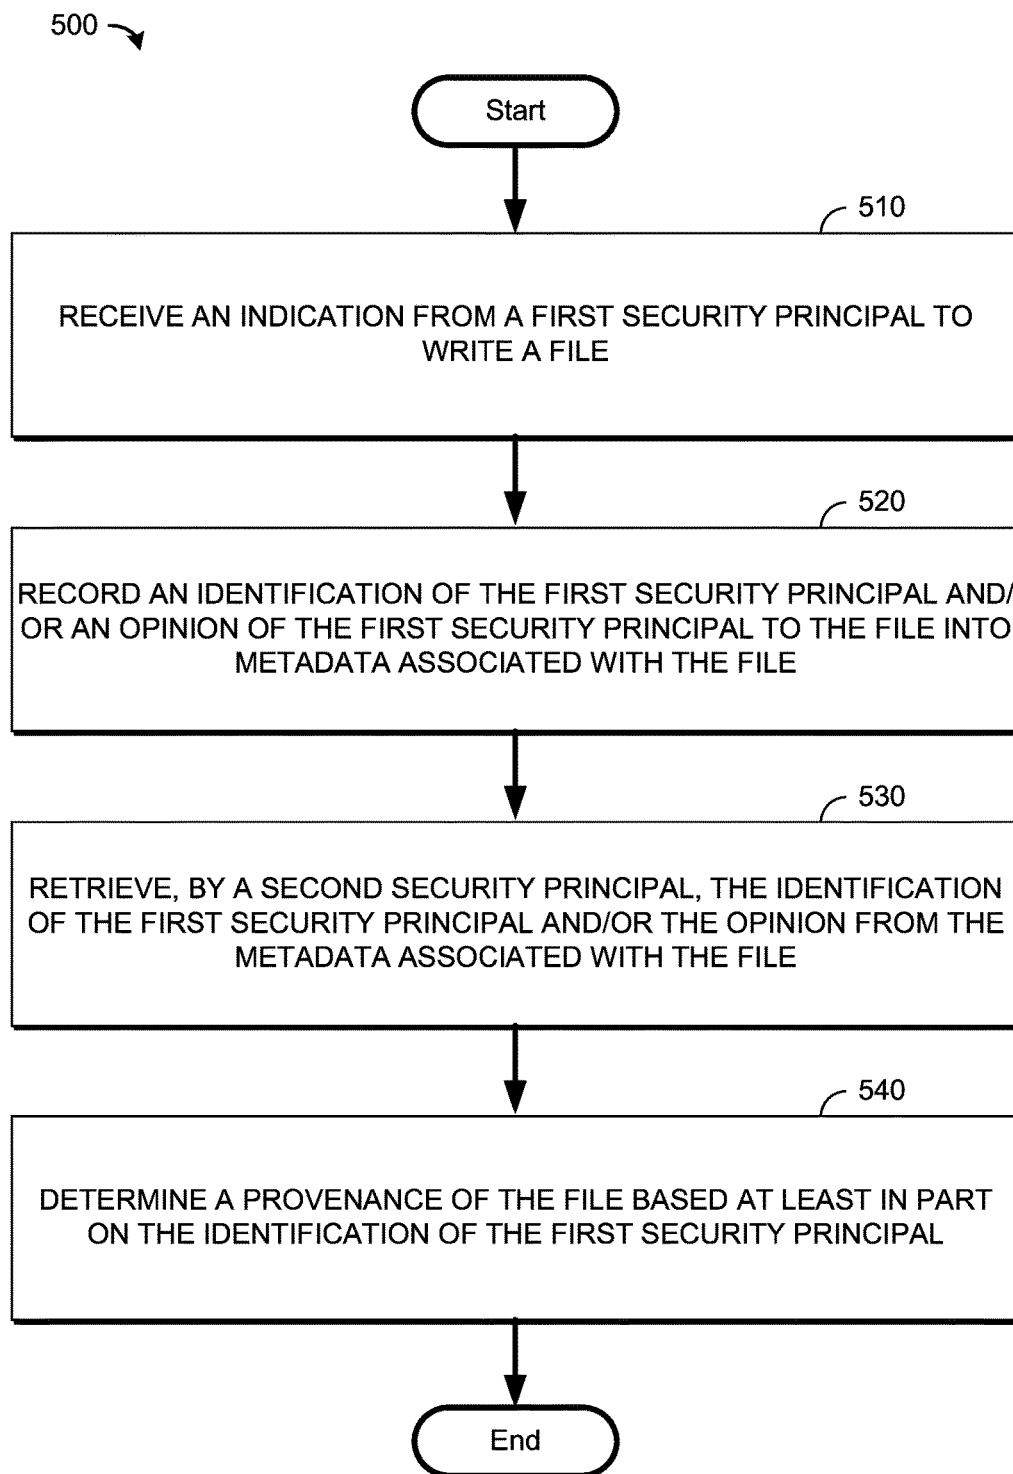 500
Start
510
RECEIVE AN INDICATION FROM A FIRST SECURITY PRINCIPAL TO
WRITE A FILE
520
RECORD AN IDENTIFICATION OF THE FIRST SECURITY PRINCIPAL AND/
OR AN OPINION OF THE FIRST SECURITY PRINCIPAL TO THE FILE INTO
METADATA ASSOCIATED WITH THE FILE
530
RETRIEVE, BY A SECOND SECURITY PRINCIPAL, THE IDENTIFICATION
OF THE FIRST SECURITY PRINCIPAL AND/OR THE OPINION FROM THE
METADATA ASSOCIATED WITH THE FILE
540
DETERMINE A PROVENANCE OF THE FILE BASED AT LEAST IN PART
ON THE IDENTIFICATION OF THE FIRST SECURITY PRINCIPAL
End